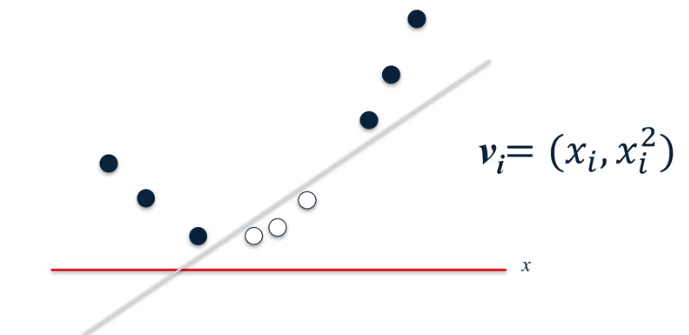 𝒗ᵢ= (xᵢ, xᵢ²)
x